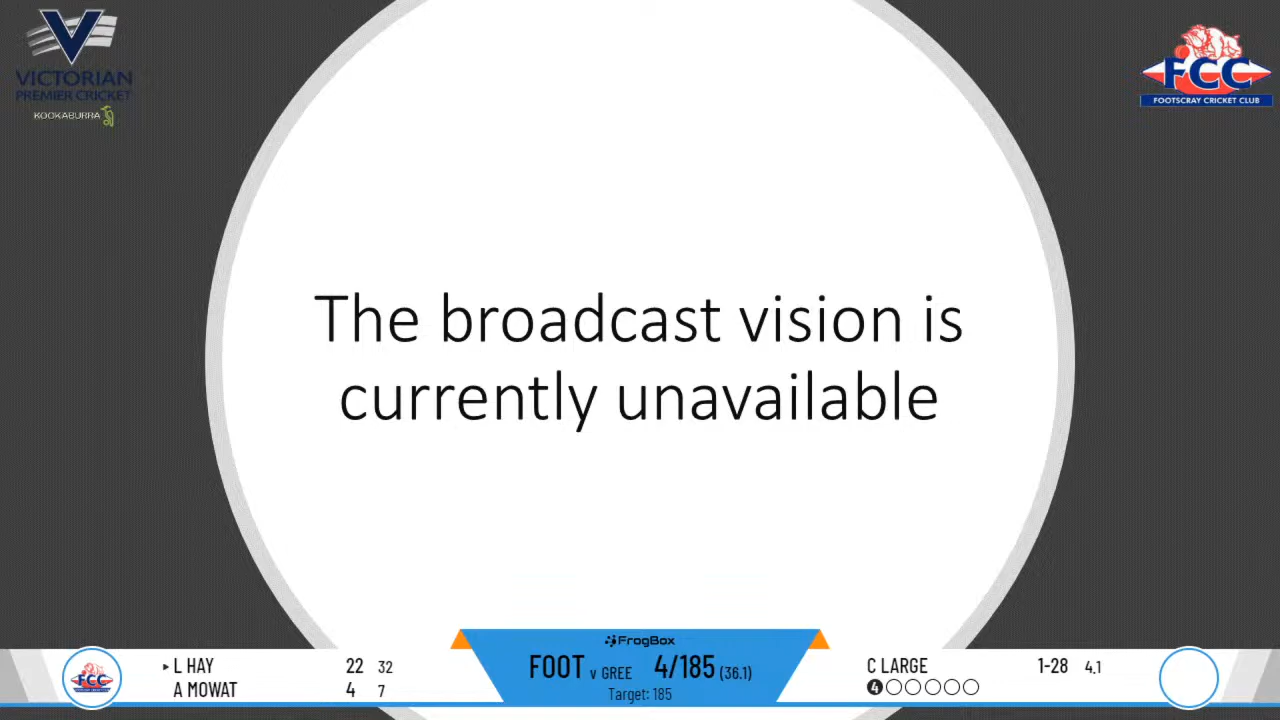 VICTORIAN
PREMIER CRICKET
KOOKABURRA
FCC
FOOTSCRAY CRICKET CLUB
The broadcast vision is
currently unavailable
FrogBox
FCC
L HAY 22 32
A MOWAT 4 7
FOOT v GREE 4/185 (36.1)
Target: 185
C LARGE 1-28 4.1
4